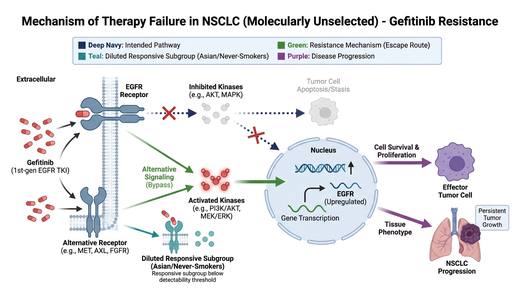 Mechanism of Therapy Failure in NSCLC (Molecularly Unselected) - Gefitinib Resistance
Deep Navy: Intended Pathway
Green: Resistance Mechanism (Escape Route)
Teal: Diluted Responsive Subgroup (Asian/Never-Smokers)
Purple: Disease Progression
Extracellular
EGFR
Receptor
Inhibited Kinases
(e.g., AKT, MAPK)
Tumor Cell
Apoptosis/Stasis
Gefitinib
(1st-gen EGFR TKI)
Alternative
Signaling
(Bypass)
Activated Kinases
(e.g., PI3K/AKT,
MEK/ERK)
Nucleus
EGFR
(Upregulated)
Gene Transcription
Cell Survival &
Proliferation
Effector
Tumor Cell
Tissue
Phenotype
Persistent
Tumor
Growth
NSCLC
Progression
Alternative Receptor
(e.g., MET, AXL, FGFR)
Diluted Responsive Subgroup
(Asian/Never-Smokers)
Responsive subgroup below
detectability threshold